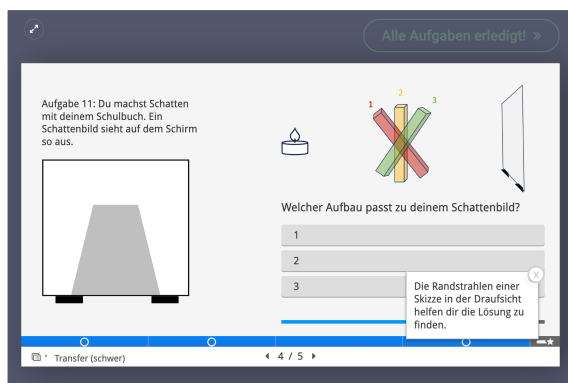 Alle Aufgaben erledigt! »
Aufgabe 11: Du machst Schatten
mit deinem Schulbuch. Ein
Schattenbild sieht auf dem Schirm
so aus.
1
2
3
Welcher Aufbau passt zu deinem Schattenbild?
1
2
3
X
Die Randstrahlen einer
Skizze in der Draufsicht
helfen dir die Lösung zu
finden.
Transfer (schwer)
4 / 5